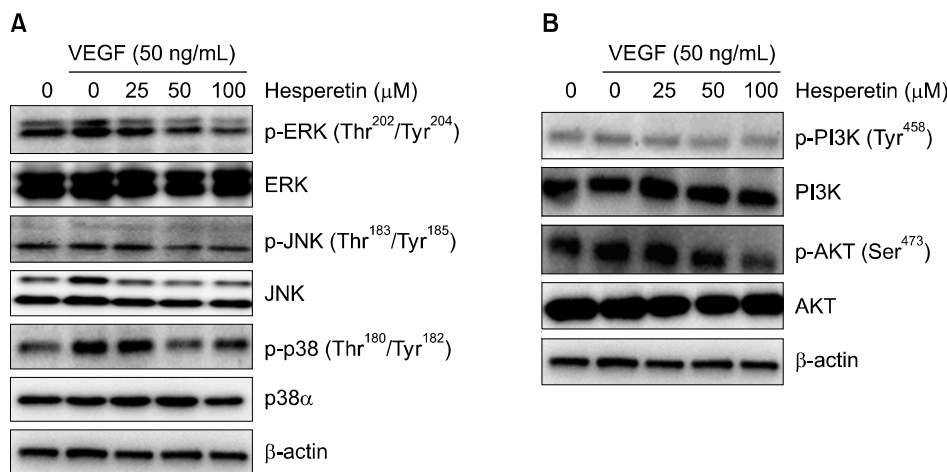 A
VEGF (50 ng/mL)
0 0 25 50 100 Hesperetin (μM)
p-ERK (Thr²⁰²/Tyr²⁰⁴)
ERK
p-JNK (Thr¹⁸³/Tyr¹⁸⁵)
JNK
p-p38 (Thr¹⁸⁰/Tyr¹⁸²)
p38α
β-actin
B
VEGF (50 ng/mL)
0 0 25 50 100 Hesperetin (μM)
p-PI3K (Tyr⁴⁵⁸)
PI3K
p-AKT (Ser⁴⁷³)
AKT
β-actin